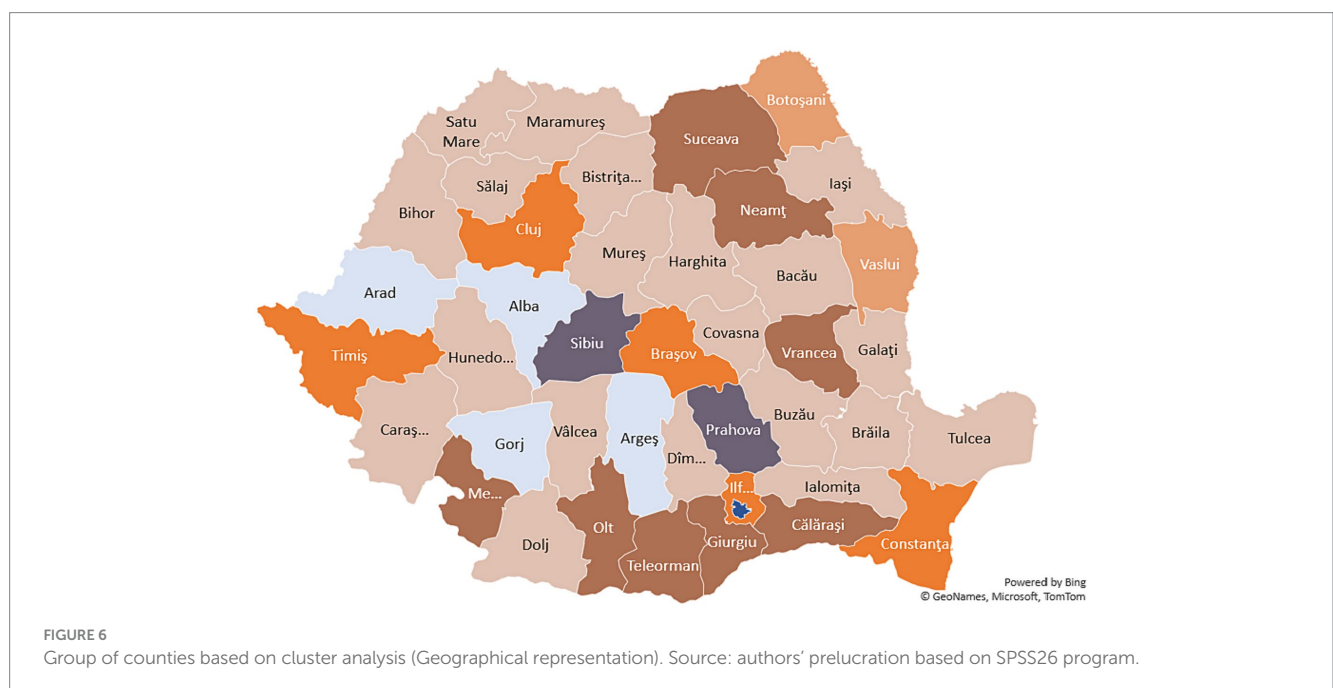 Botoşani
Satu
Mare
Maramureş
Suceava
Bistriţa...
Iaşi
Sălaj
Bihor
Neamţ
Cluj
Mureş
Harghita
Bacău
Vaslui
Arad
Alba
Covasna
Sibiu
Braşov
Vrancea
Galaţi
Timiş
Hunedo...
Buzău
Caraş...
Gorj
Vâlcea
Argeş
Prahova
Brăila
Tulcea
Dîm...
Ilf...
Ialomiţa
Me...
Olt
Călăraşi
Dolj
Giurgiu
Constanţa
Teleorman
Powered by Bing
© GeoNames, Microsoft, TomTom
FIGURE 6
Group of counties based on cluster analysis (Geographical representation). Source: authors’ prelucration based on SPSS26 program.